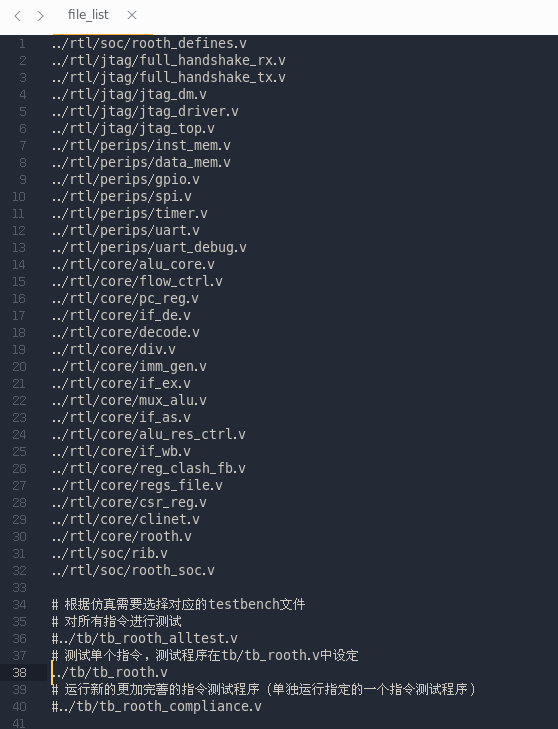 file_list
1 ../rtl/soc/rooth_defines.v
2 ../rtl/jtag/full_handshake_rx.v
3 ../rtl/jtag/full_handshake_tx.v
4 ../rtl/jtag/jtag_dm.v
5 ../rtl/jtag/jtag_driver.v
6 ../rtl/jtag/jtag_top.v
7 ../rtl/perips/inst_mem.v
8 ../rtl/perips/data_mem.v
9 ../rtl/perips/gpio.v
10 ../rtl/perips/spi.v
11 ../rtl/perips/timer.v
12 ../rtl/perips/uart.v
13 ../rtl/perips/uart_debug.v
14 ../rtl/core/alu_core.v
15 ../rtl/core/flow_ctrl.v
16 ../rtl/core/pc_reg.v
17 ../rtl/core/if_de.v
18 ../rtl/core/decode.v
19 ../rtl/core/div.v
20 ../rtl/core/imm_gen.v
21 ../rtl/core/if_ex.v
22 ../rtl/core/mux_alu.v
23 ../rtl/core/if_as.v
24 ../rtl/core/alu_res_ctrl.v
25 ../rtl/core/if_wb.v
26 ../rtl/core/reg_clash_fb.v
27 ../rtl/core/regs_file.v
28 ../rtl/core/csr_reg.v
29 ../rtl/core/clinet.v
30 ../rtl/core/rooth.v
31 ../rtl/soc/rib.v
32 ../rtl/soc/rooth_soc.v
33
34 # 根据仿真需要选择对应的testbench文件
35 # 对所有指令进行测试
36 #../tb/tb_rooth_alltest.v
37 # 测试单个指令，测试程序在tb/tb_rooth.v中设定
38 ../tb/tb_rooth.v
39 # 运行新的更加完善的指令测试程序（单独运行指定的一个指令测试程序）
40 #../tb/tb_rooth_compliance.v
41